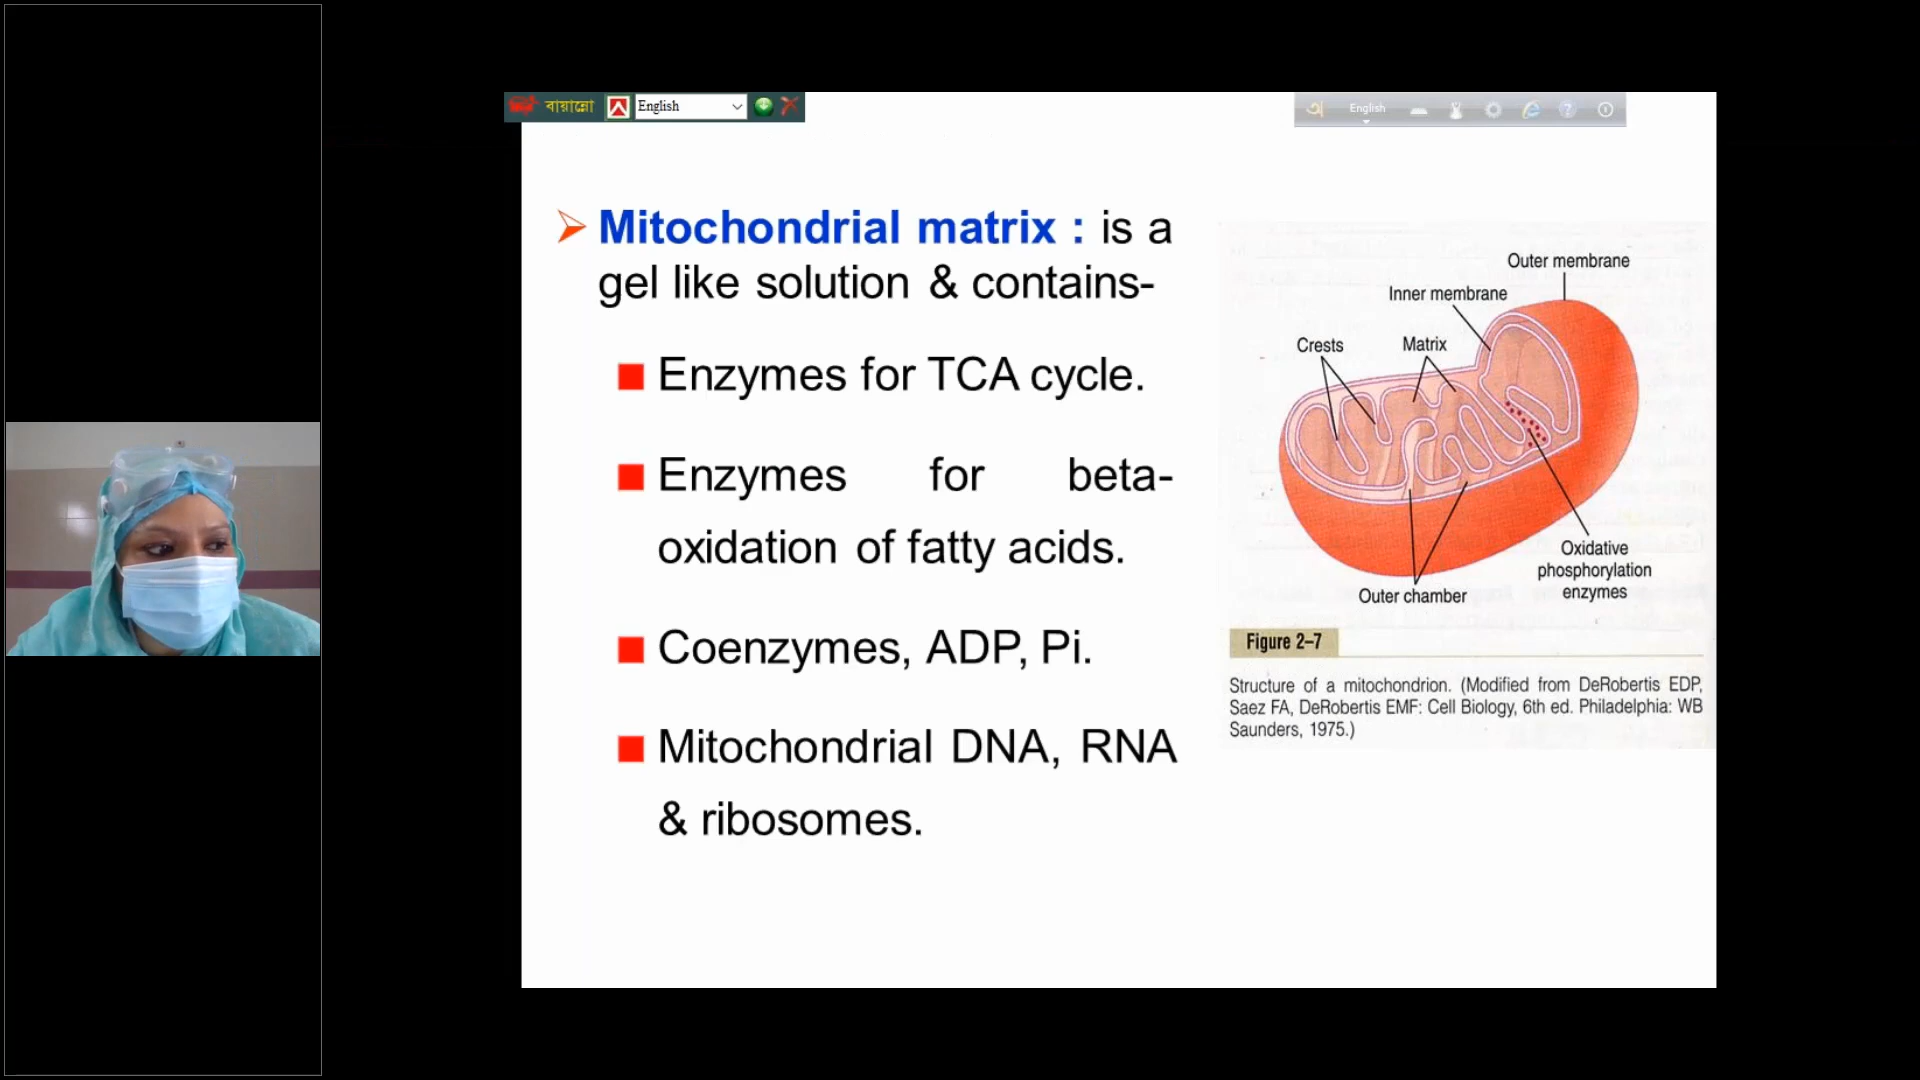 বায়ান্নো
English
English
Mitochondrial matrix : is a
gel like solution & contains-
Enzymes for TCA cycle.
Enzymes for beta-
oxidation of fatty acids.
Coenzymes, ADP, Pi.
Mitochondrial DNA, RNA
& ribosomes.
Outer membrane
Inner membrane
Crests
Matrix
Oxidative
phosphorylation
enzymes
Outer chamber
Figure 2–7
Structure of a mitochondrion. (Modified from DeRobertis EDP,
Saez FA, DeRobertis EMF: Cell Biology, 6th ed. Philadelphia: WB
Saunders, 1975.)